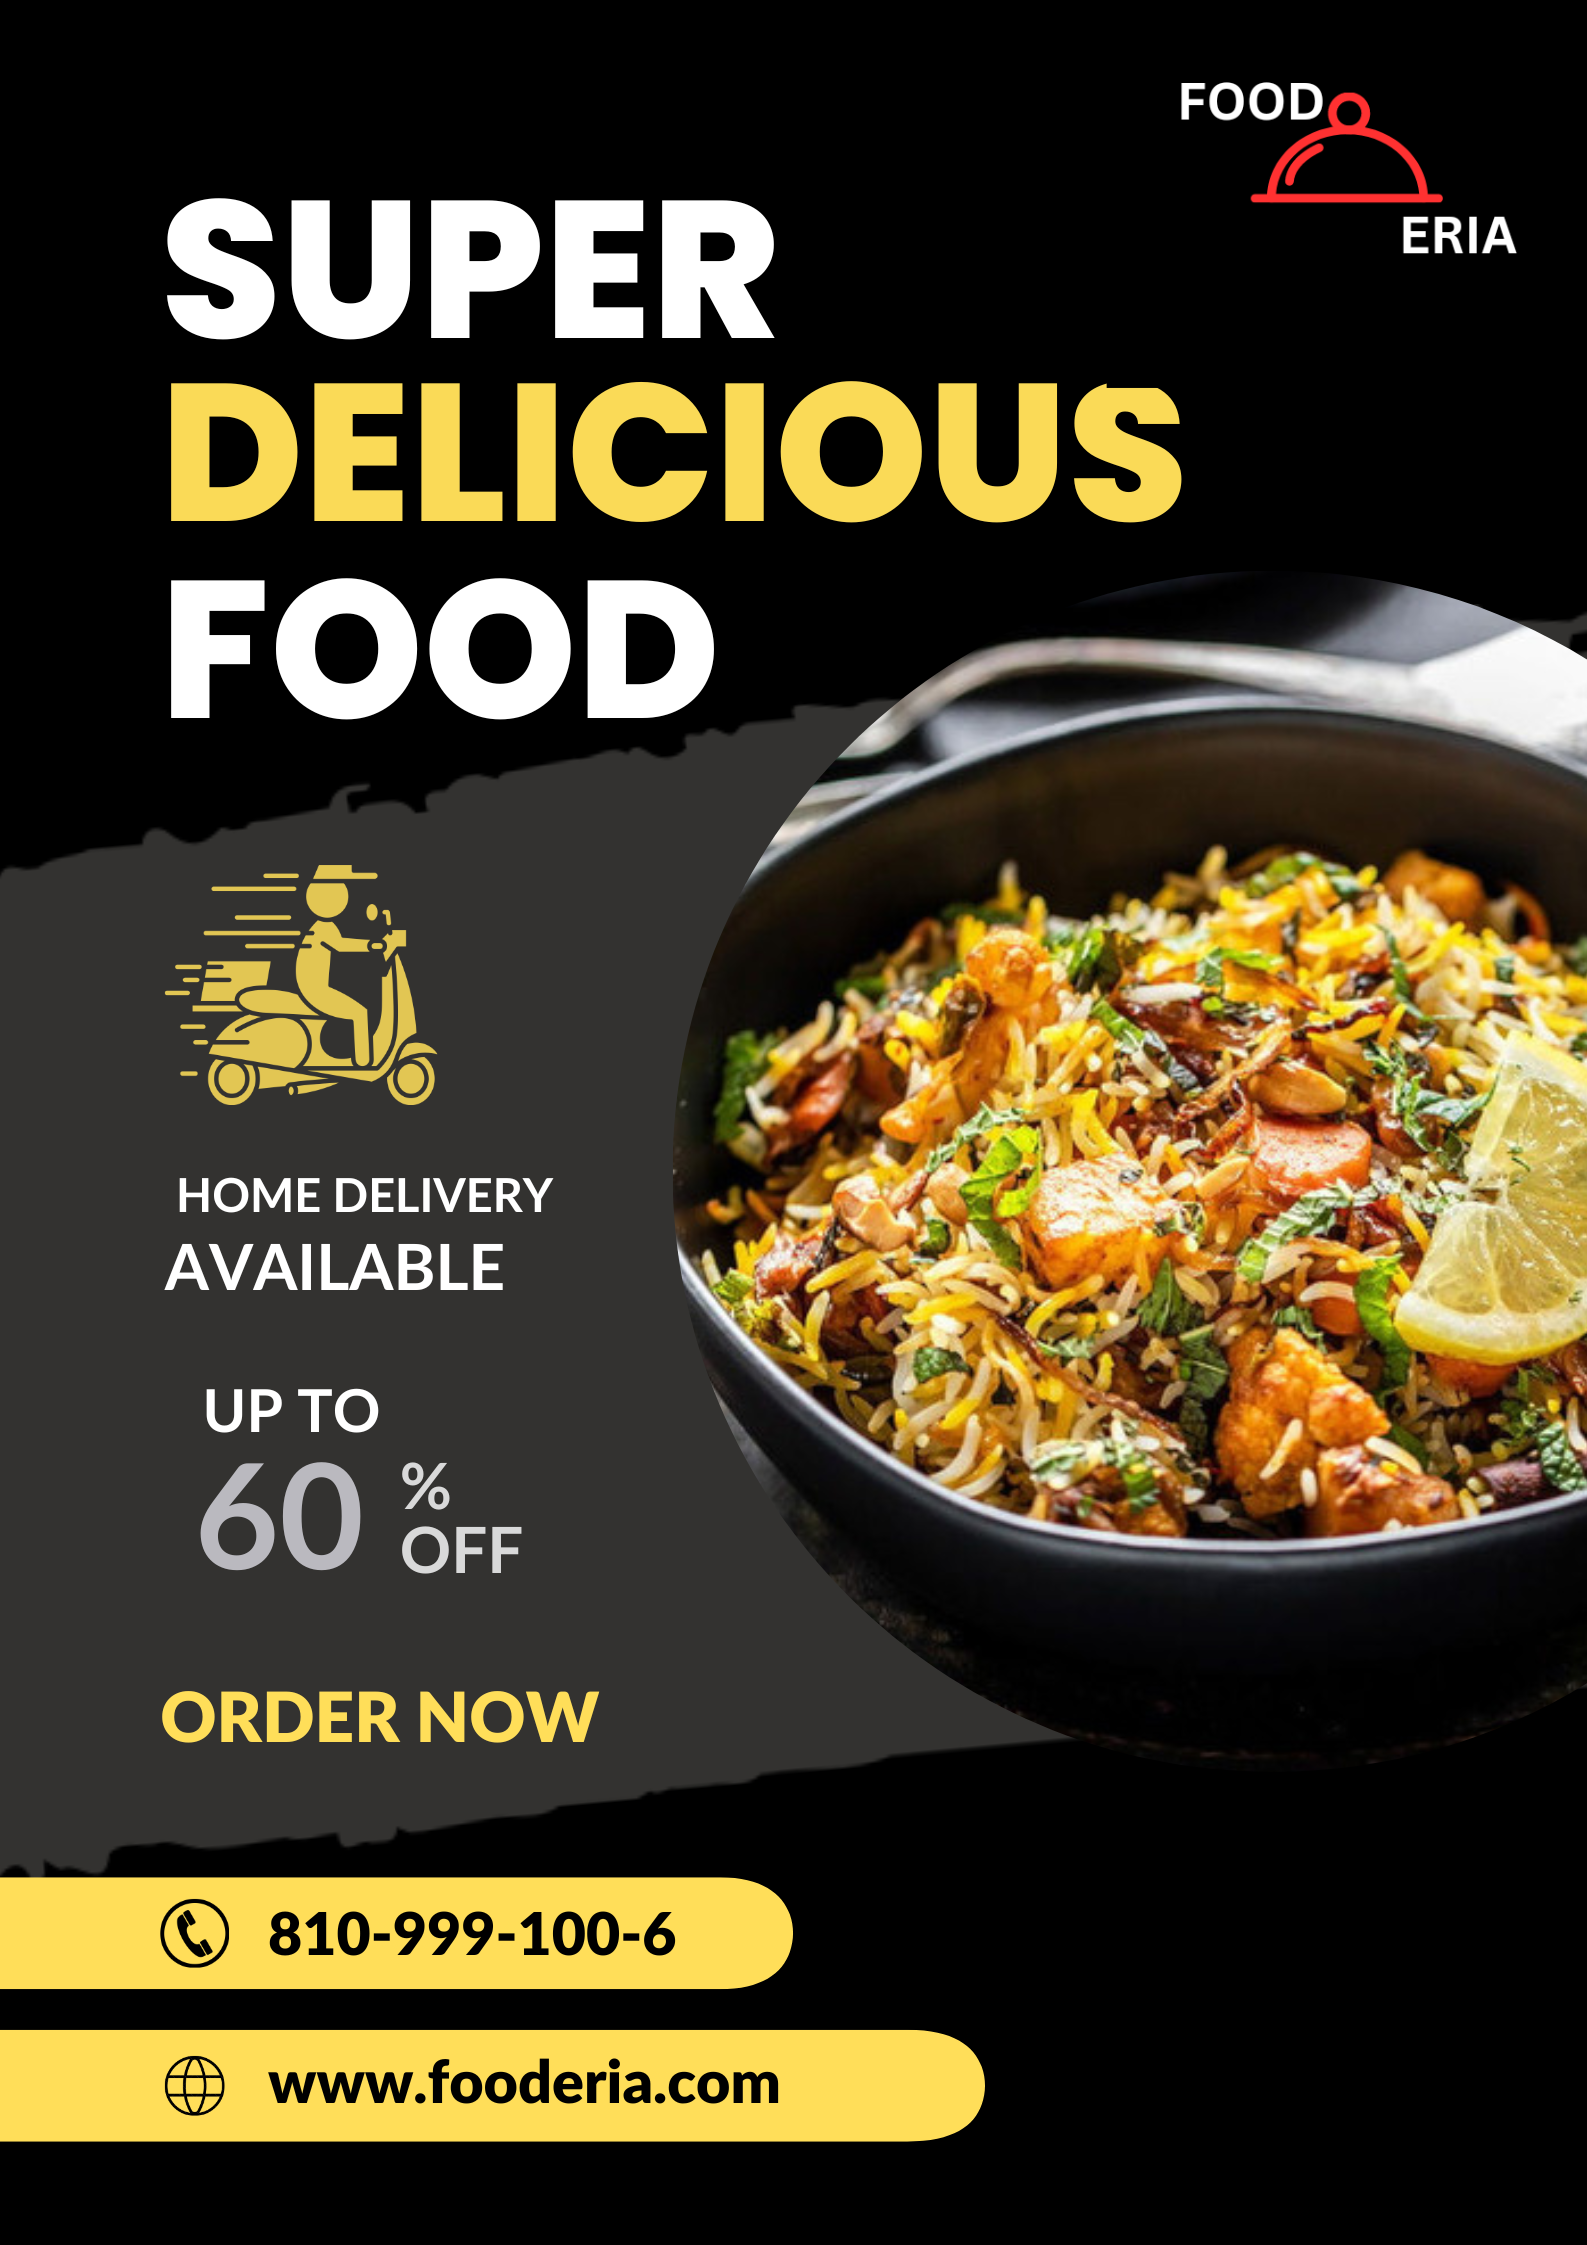 FOOD
ERIA
SUPER
DELICIOUS
FOOD
HOME DELIVERY
AVAILABLE
UP TO
60 %
OFF
ORDER NOW
810-999-100-6
www.fooderia.com